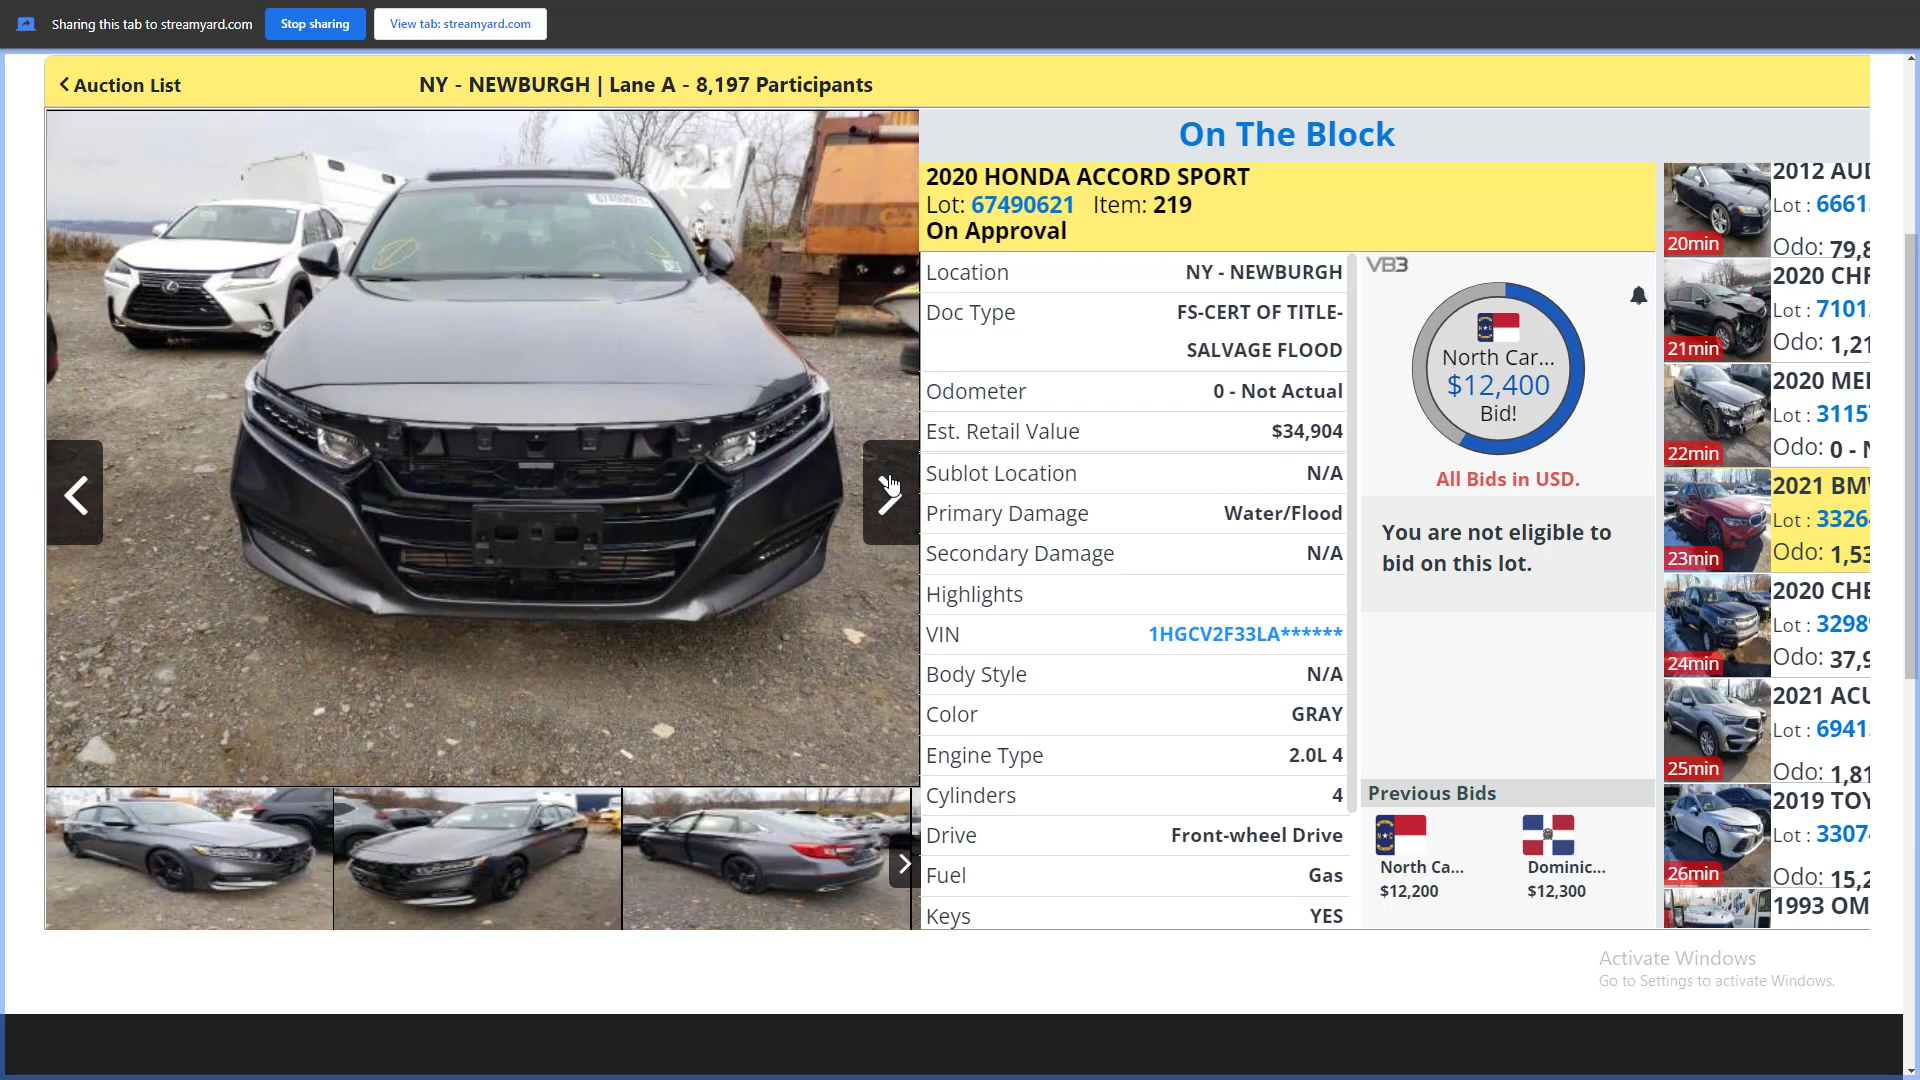 Sharing this tab to streamyard.com
Stop sharing
View tab: streamyard.com
Auction List
NY - NEWBURGH | Lane A - 8,197 Participants
On The Block
2020 HONDA ACCORD SPORT
Lot: 67490621 Item: 219
On Approval
Location NY - NEWBURGH
Doc Type FS-CERT OF TITLE-
SALVAGE FLOOD
Odometer 0 - Not Actual
Est. Retail Value $34,904
Sublot Location N/A
Primary Damage Water/Flood
Secondary Damage N/A
Highlights
VIN 1HGCV2F33LA******
Body Style N/A
Color GRAY
Engine Type 2.0L 4
Cylinders 4
Drive Front-wheel Drive
Fuel Gas
Keys YES
VB3
North Car...
$12,400
Bid!
All Bids in USD.
You are not eligible to
bid on this lot.
Previous Bids
North Ca...
$12,200
Dominic...
$12,300
2012 AUD
Lot : 6661
20min
Odo: 79,8
2020 CHR
Lot : 7101
21min
Odo: 1,21
2020 MER
Lot : 3115
22min
Odo: 0 - N
2021 BMW
Lot : 3326
23min
Odo: 1,53
2020 CHE
Lot : 3298
24min
Odo: 37,9
2021 ACU
Lot : 6941
25min
Odo: 1,81
2019 TOY
Lot : 3307
26min
Odo: 15,2
1993 OM
Activate Windows
Go to Settings to activate Windows.